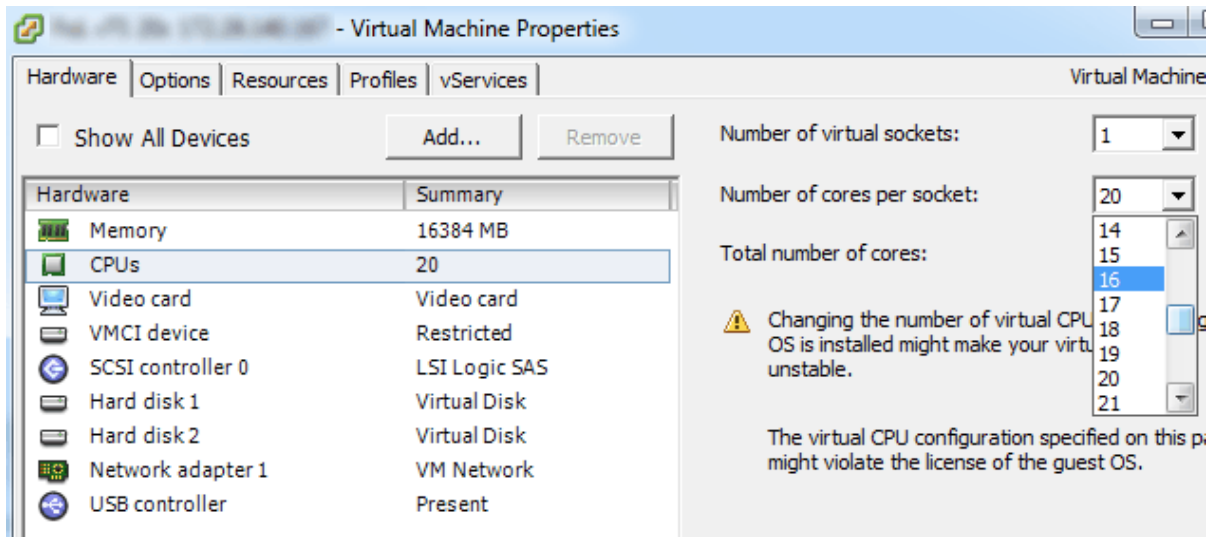 - Virtual Machine Properties
Hardware Options Resources Profiles vServices
Virtual Machine
Show All Devices Add... Remove
Hardware Summary
Memory 16384 MB
CPUs 20
Video card Video card
VMCI device Restricted
SCSI controller 0 LSI Logic SAS
Hard disk 1 Virtual Disk
Hard disk 2 Virtual Disk
Network adapter 1 VM Network
USB controller Present
Number of virtual sockets: 1
Number of cores per socket: 20
14
15
16
17
18
19
20
21
Total number of cores:
Changing the number of virtual CPU
OS is installed might make your virtu
unstable.
The virtual CPU configuration specified on this pa
might violate the license of the guest OS.